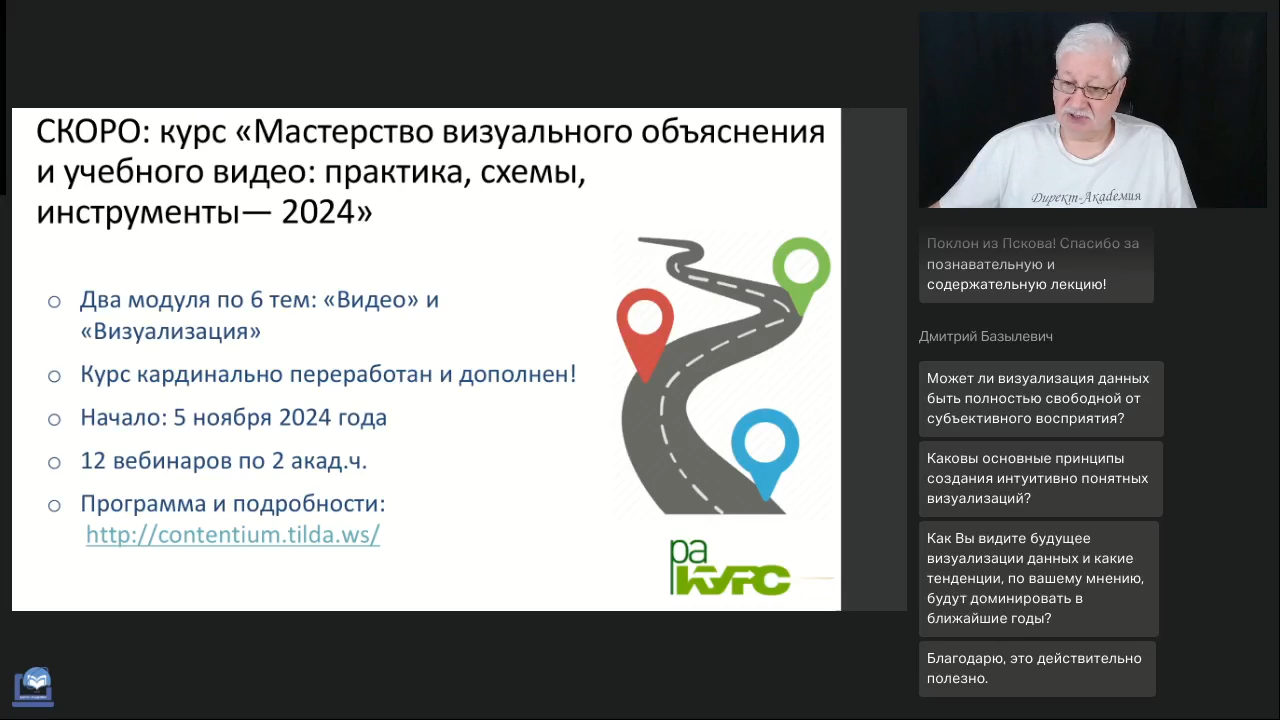 СКОРО: курс «Мастерство визуального объяснения
и учебного видео: практика, схемы,
инструменты— 2024»
Два модуля по 6 тем: «Видео» и
«Визуализация»
Курс кардинально переработан и дополнен!
Начало: 5 ноября 2024 года
12 вебинаров по 2 акад.ч.
Программа и подробности:
http://contentium.tilda.ws/
ра
КУРС
Директ-Академия
Поклон из Пскова! Спасибо за
познавательную и
содержательную лекцию!
Дмитрий Базылевич
Может ли визуализация данных
быть полностью свободной от
субъективного восприятия?
Каковы основные принципы
создания интуитивно понятных
визуализаций?
Как Вы видите будущее
визуализации данных и какие
тенденции, по вашему мнению,
будут доминировать в
ближайшие годы?
Благодарю, это действительно
полезно.